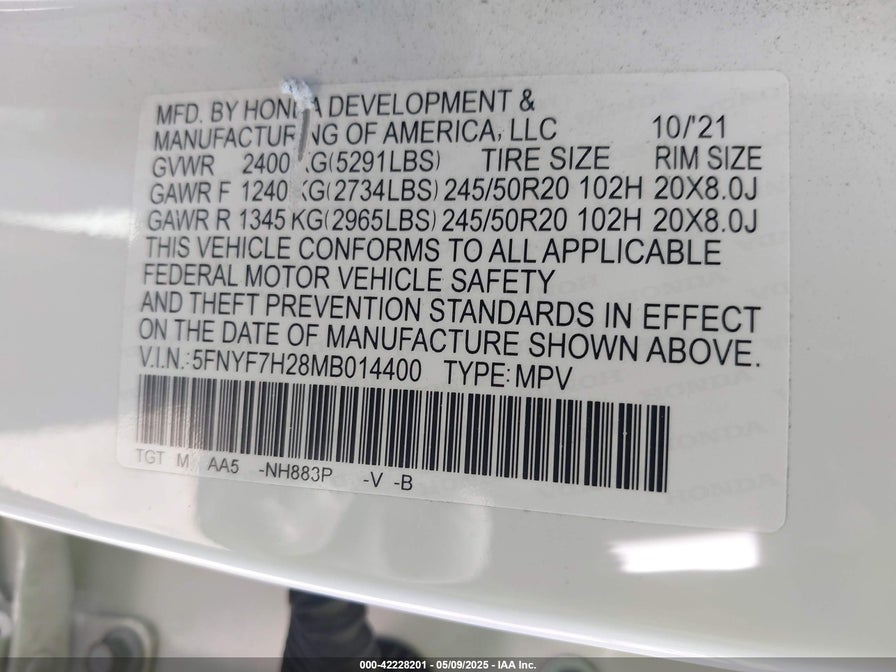 MFD. BY HONDA DEVELOPMENT &
MANUFACTURING OF AMERICA, LLC 10/'21
GVWR 2400 KG(5291LBS) TIRE SIZE RIM SIZE
GAWR F 1240 KG(2734LBS) 245/50R20 102H 20X8.0J
GAWR R 1345 KG(2965LBS) 245/50R20 102H 20X8.0J
THIS VEHICLE CONFORMS TO ALL APPLICABLE
FEDERAL MOTOR VEHICLE SAFETY
AND THEFT PREVENTION STANDARDS IN EFFECT
ON THE DATE OF MANUFACTURE SHOWN ABOVE.
V.I.N.:5FNYF7H28MB014400 TYPE:MPV
TGT M AA5 -NH883P -V -B
HONDA
000-42228201 - 05/09/2025 - IAA Inc.